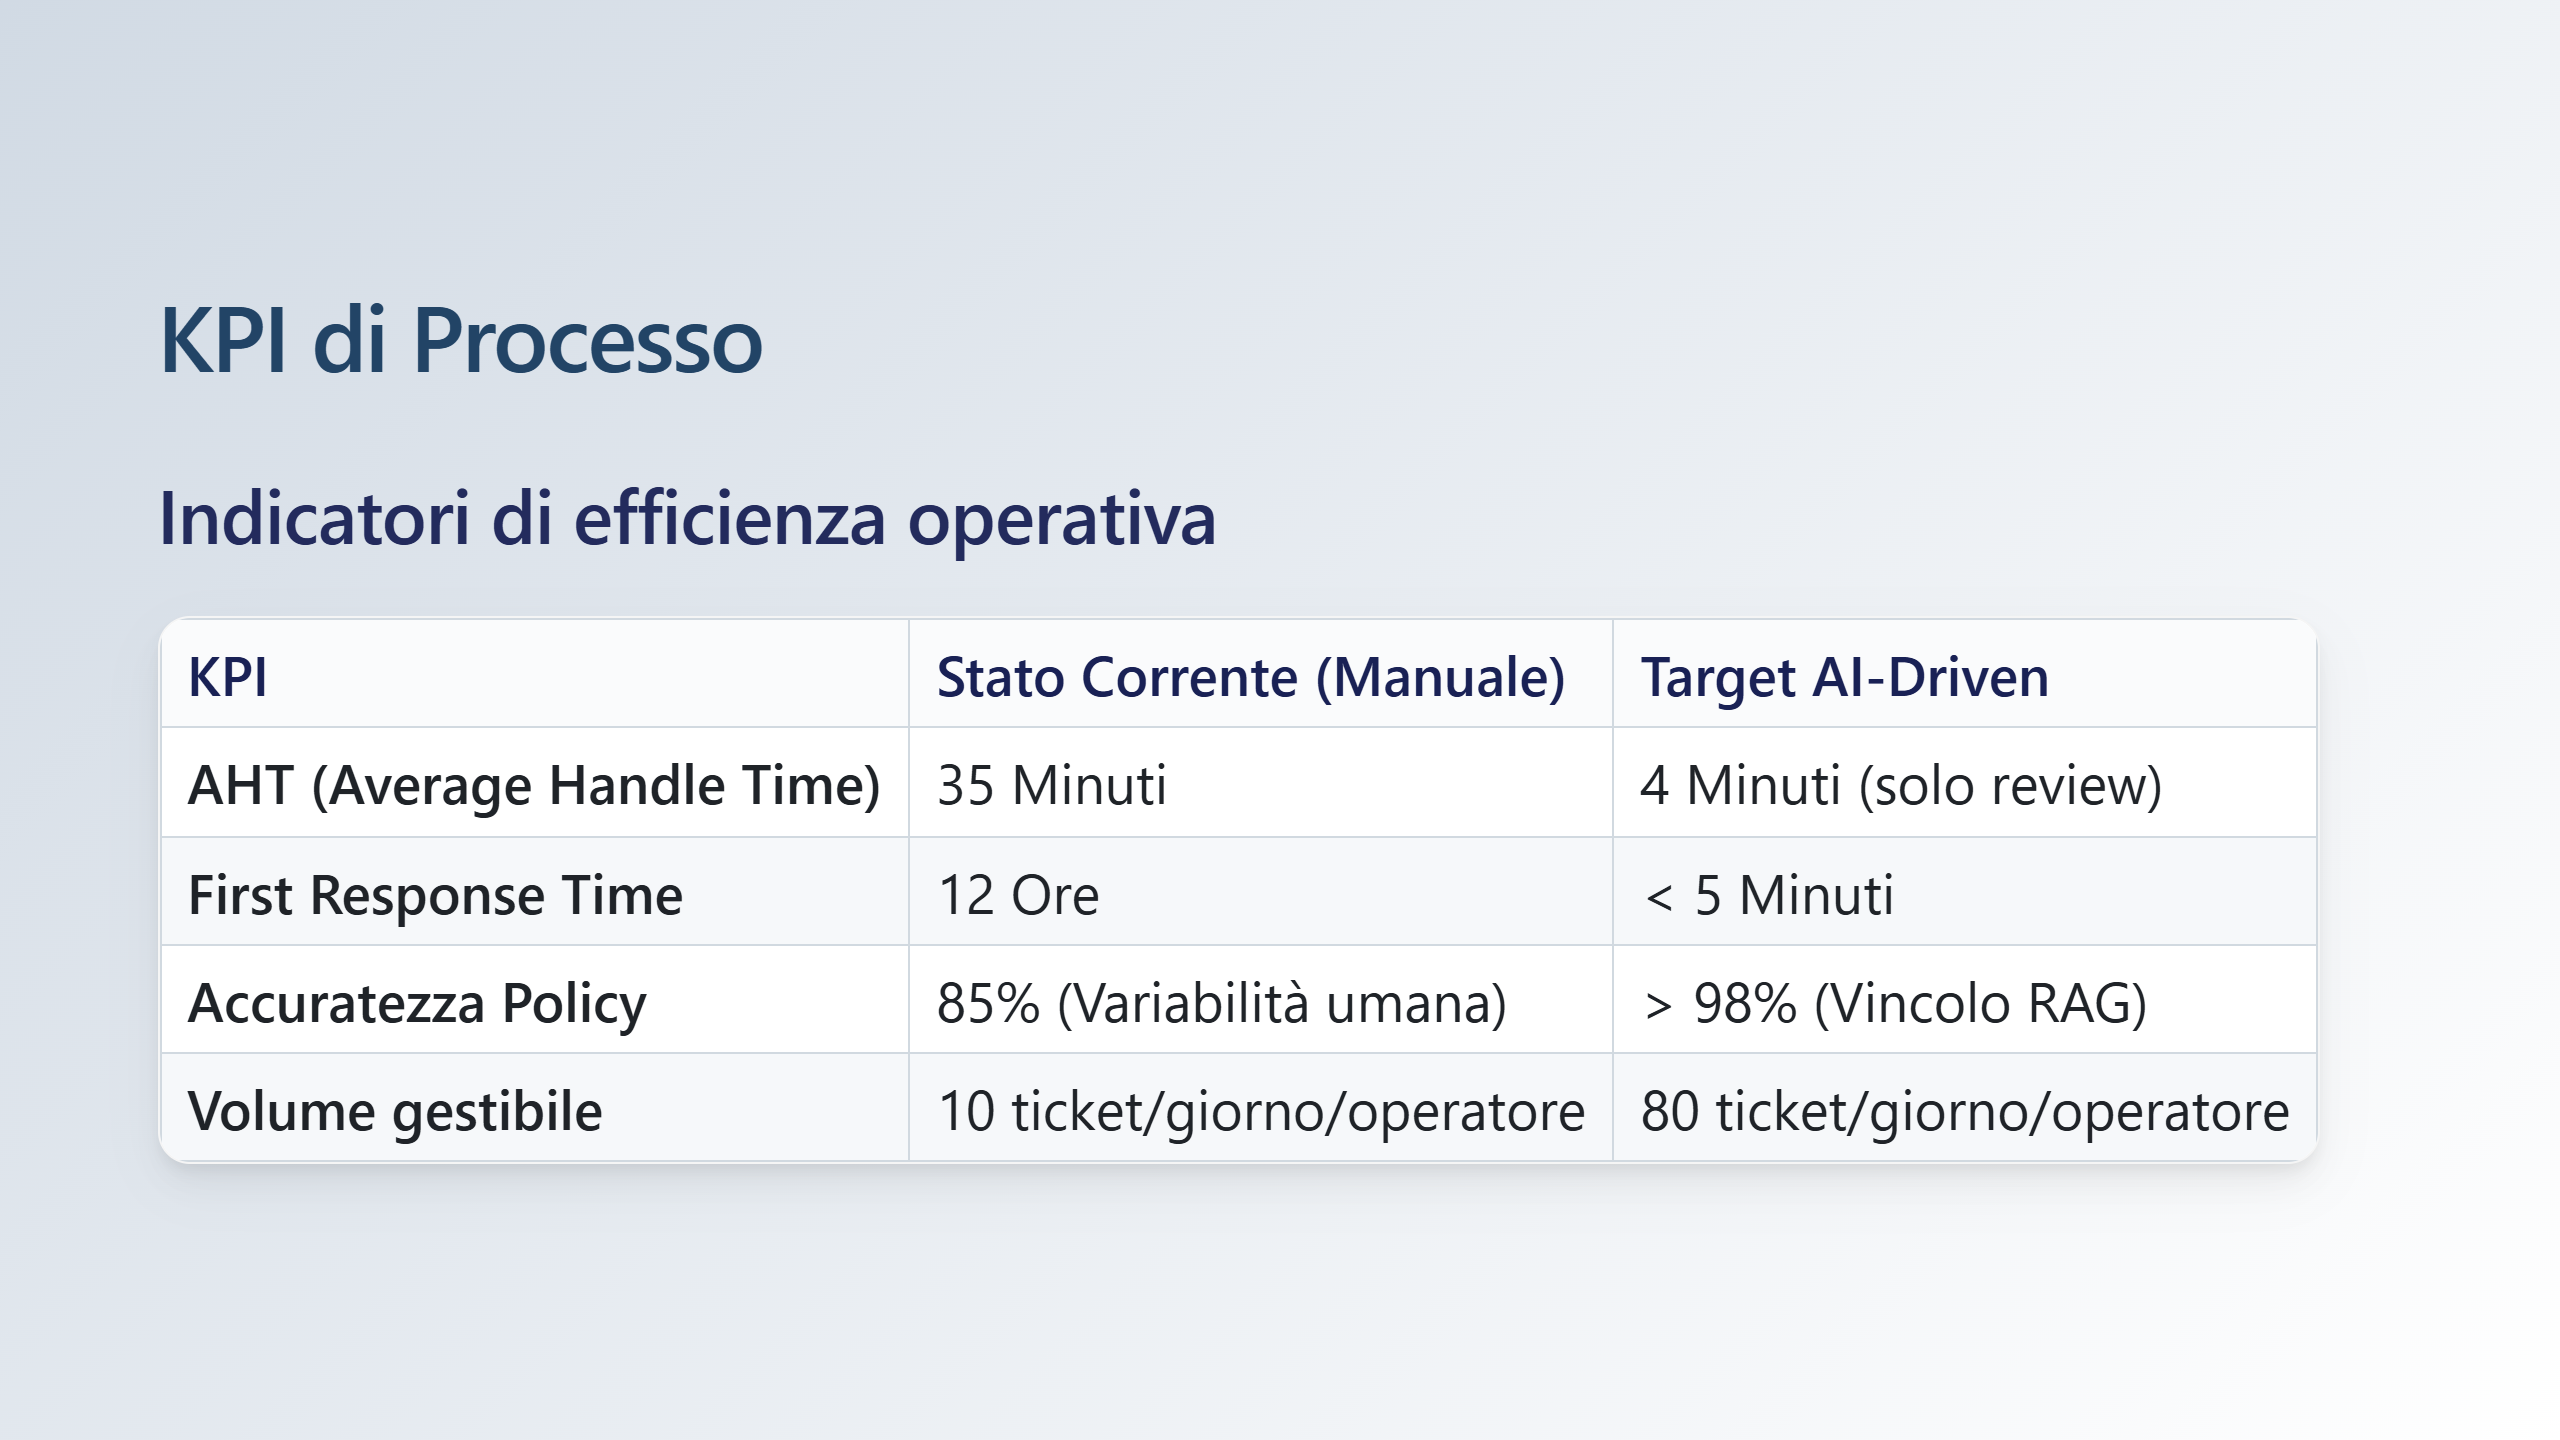 KPI di Processo
Indicatori di efficienza operativa
KPI Stato Corrente (Manuale) Target AI-Driven
AHT (Average Handle Time) 35 Minuti 4 Minuti (solo review)
First Response Time 12 Ore < 5 Minuti
Accuratezza Policy 85% (Variabilità umana) > 98% (Vincolo RAG)
Volume gestibile 10 ticket/giorno/operatore 80 ticket/giorno/operatore